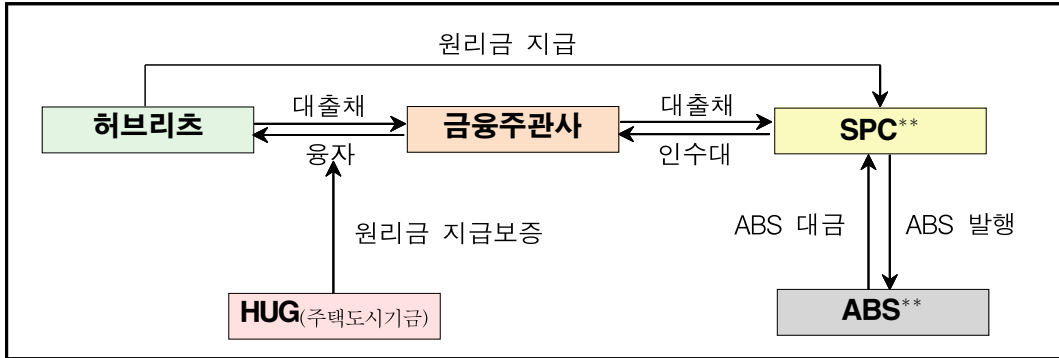 원리금 지급
허브리츠
대출채
융자
금융주관사
대출채
인수대
SPC**
원리금 지급보증
ABS 대금
ABS 발행
HUG(주택도시기금)
ABS**